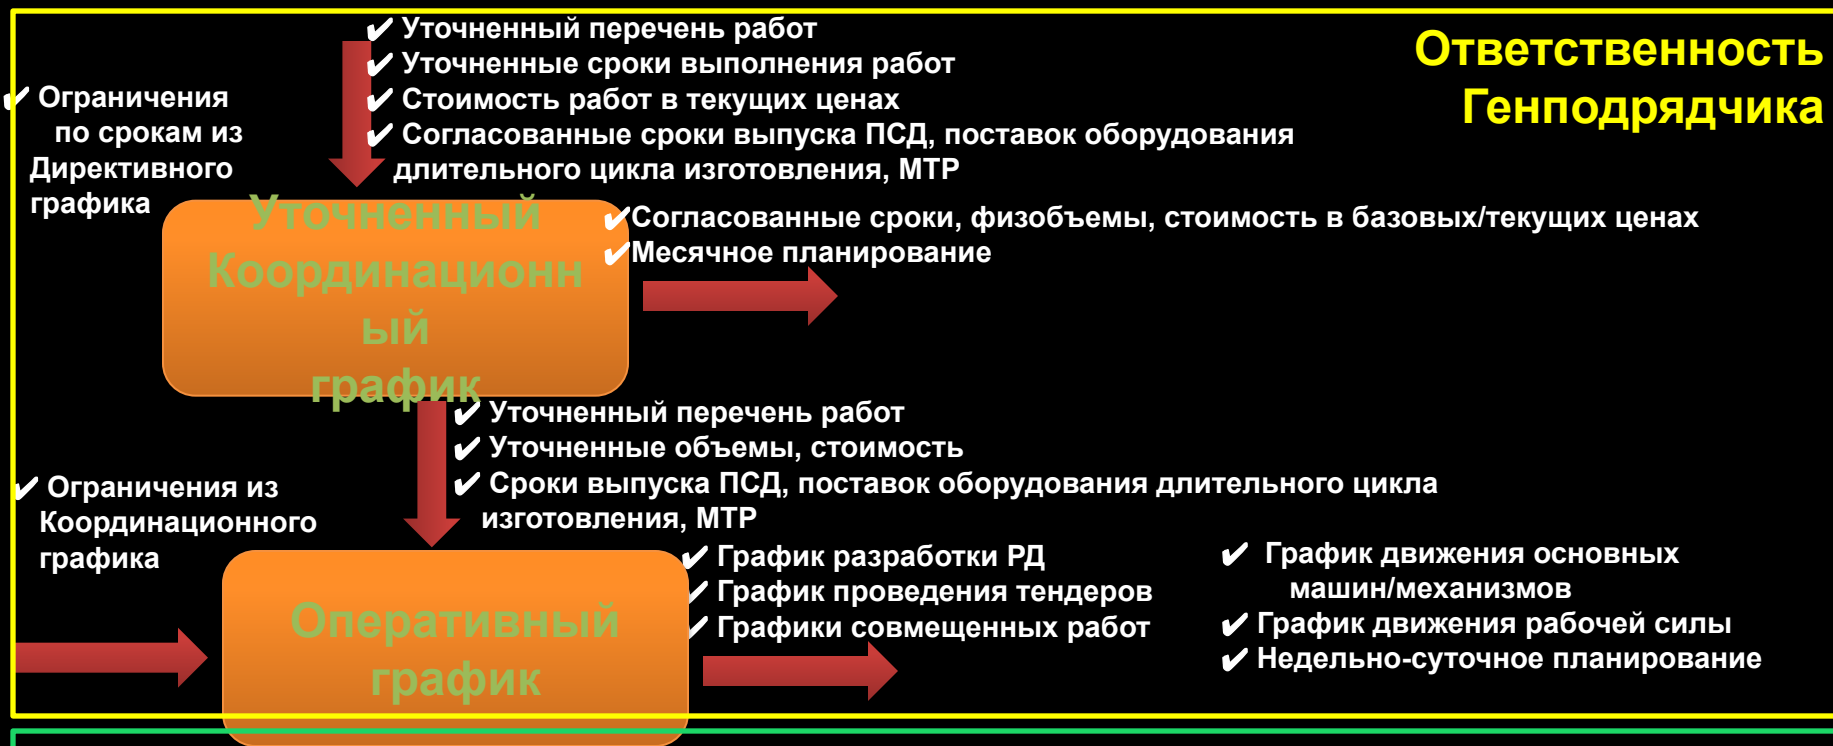 ✔ Уточненный перечень работ
✔ Уточненные сроки выполнения работ
✔ Стоимость работ в текущих ценах
✔ Согласованные сроки выпуска ПСД, поставок оборудования
длительного цикла изготовления, МТР
Ответственность
Генподрядчика
✔ Ограничения
по срокам из
Директивного
графика
Уточненный
Координационн
ый
график
✔Согласованные сроки, физобъемы, стоимость в базовых/текущих ценах
✔Месячное планирование
✔ Уточненный перечень работ
✔ Уточненные объемы, стоимость
✔ Сроки выпуска ПСД, поставок оборудования длительного цикла
изготовления, МТР
✔ Ограничения из
Координационного
графика
Оперативный
график
✔ График разработки РД
✔ График проведения тендеров
✔ Графики совмещенных работ
✔ График движения основных
машин/механизмов
✔ График движения рабочей силы
✔ Недельно-суточное планирование